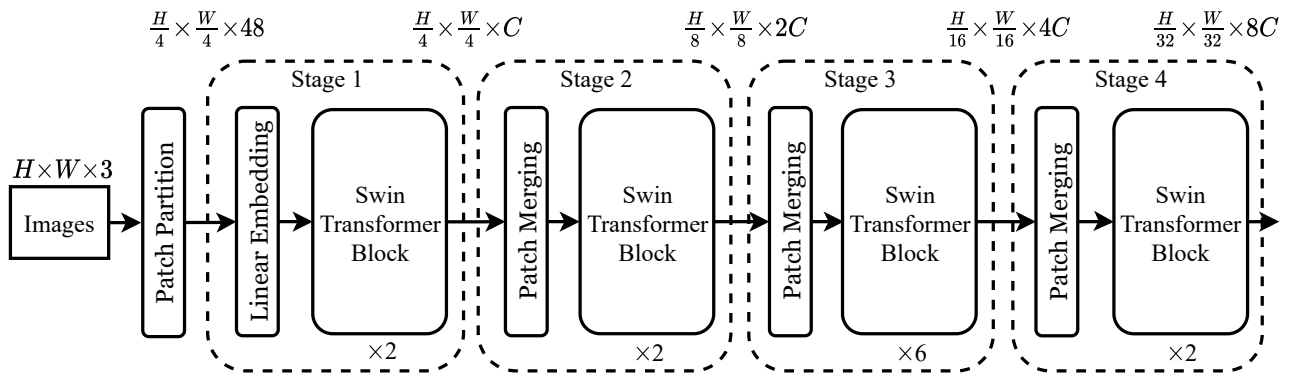 H/4 × W/4 × 48
H/4 × W/4 × C
H/8 × W/8 × 2C
H/16 × W/16 × 4C
H/32 × W/32 × 8C
Stage 1
Stage 2
Stage 3
Stage 4
H × W × 3
Images
Patch Partition
Linear Embedding
Swin
Transformer
Block
×2
Patch Merging
Swin
Transformer
Block
×2
Patch Merging
Swin
Transformer
Block
×6
Patch Merging
Swin
Transformer
Block
×2